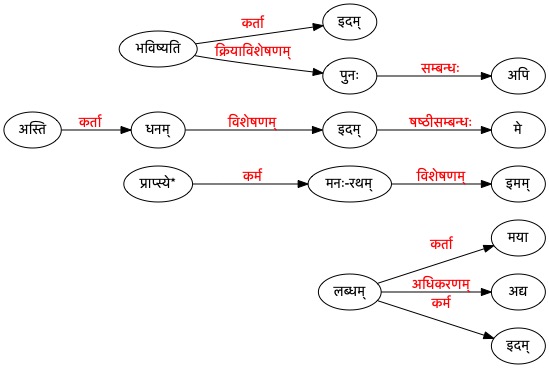 कर्ता
इदम्
भविष्यति
क्रियाविशेषणम्
पुनः
सम्बन्धः
अपि
अस्ति
कर्ता
धनम्
विशेषणम्
इदम्
षष्ठीसम्बन्धः
मे
प्राप्स्ये*
कर्म
मनः-रथम्
विशेषणम्
इमम्
कर्ता
मया
लब्धम्
अधिकरणम्
अद्य
कर्म
इदम्